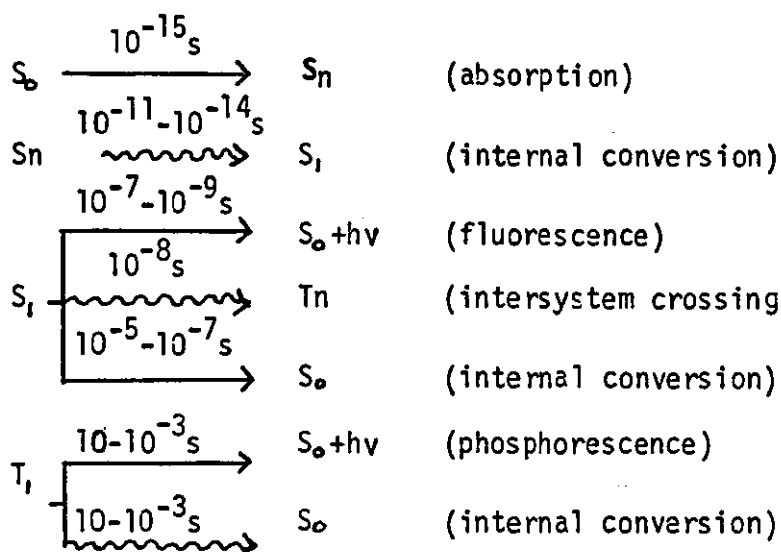 10⁻¹⁵s
S₀ Sn (absorption)
10⁻¹¹-10⁻¹⁴s
Sn S₁ (internal conversion)
10⁻⁷-10⁻⁹s
S₀+hν (fluorescence)
10⁻⁸s
S₁ Tn (intersystem crossing
10⁻⁵-10⁻⁷s
S₀ (internal conversion)
10-10⁻³s
S₀+hν (phosphorescence)
T₁
10-10⁻³s
S₀ (internal conversion)